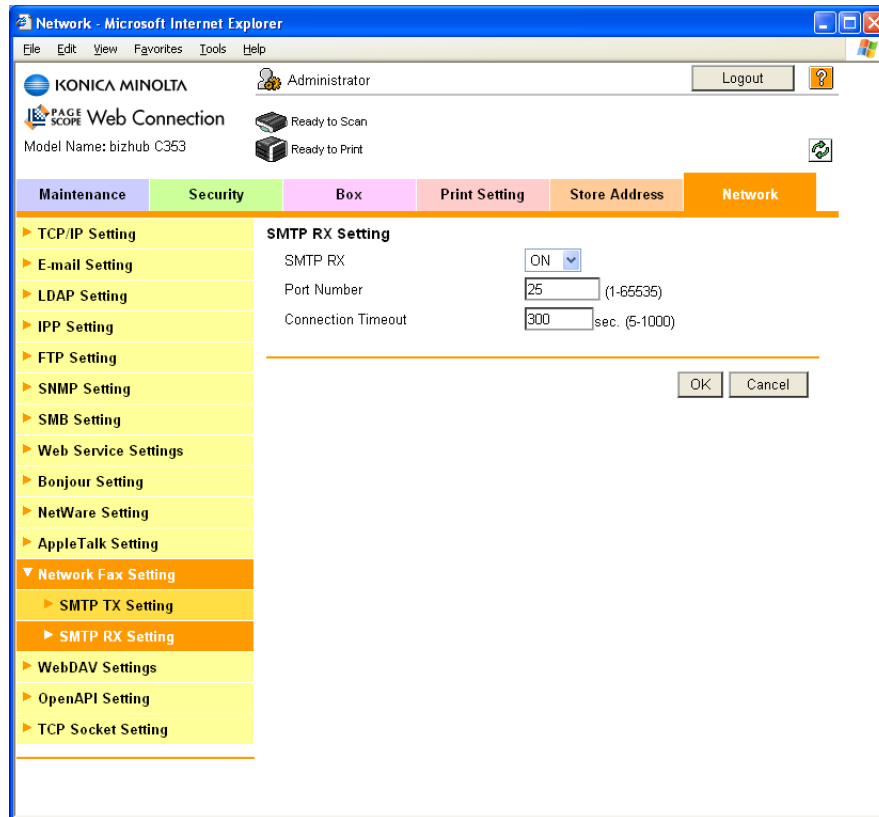 Network - Microsoft Internet Explorer
File Edit View Favorites Tools Help
KONICA MINOLTA
Administrator
Logout
?
PAGE SCOPE Web Connection
Ready to Scan
Model Name: bizhub C353
Ready to Print
Maintenance Security Box Print Setting Store Address Network
TCP/IP Setting
E-mail Setting
LDAP Setting
IPP Setting
FTP Setting
SNMP Setting
SMB Setting
Web Service Settings
Bonjour Setting
NetWare Setting
AppleTalk Setting
Network Fax Setting
SMTP TX Setting
SMTP RX Setting
WebDAV Settings
OpenAPI Setting
TCP Socket Setting
SMTP RX Setting
SMTP RX ON
Port Number 25 (1-65535)
Connection Timeout 300 sec. (5-1000)
OK Cancel